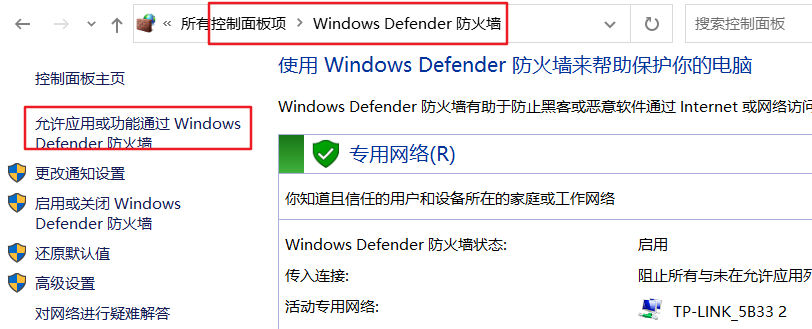 « 所有控制面板项 > Windows Defender 防火墙
搜索控制面板
控制面板主页
允许应用或功能通过 Windows
Defender 防火墙
更改通知设置
启用或关闭 Windows
Defender 防火墙
还原默认值
高级设置
对网络进行疑难解答
使用 Windows Defender 防火墙来帮助保护你的电脑
Windows Defender 防火墙有助于防止黑客或恶意软件通过 Internet 或网络访问
专用网络(R)
你知道且信任的用户和设备所在的家庭或工作网络
Windows Defender 防火墙状态: 启用
传入连接: 阻止所有与未在允许应用列
活动专用网络: TP-LINK_5B33 2